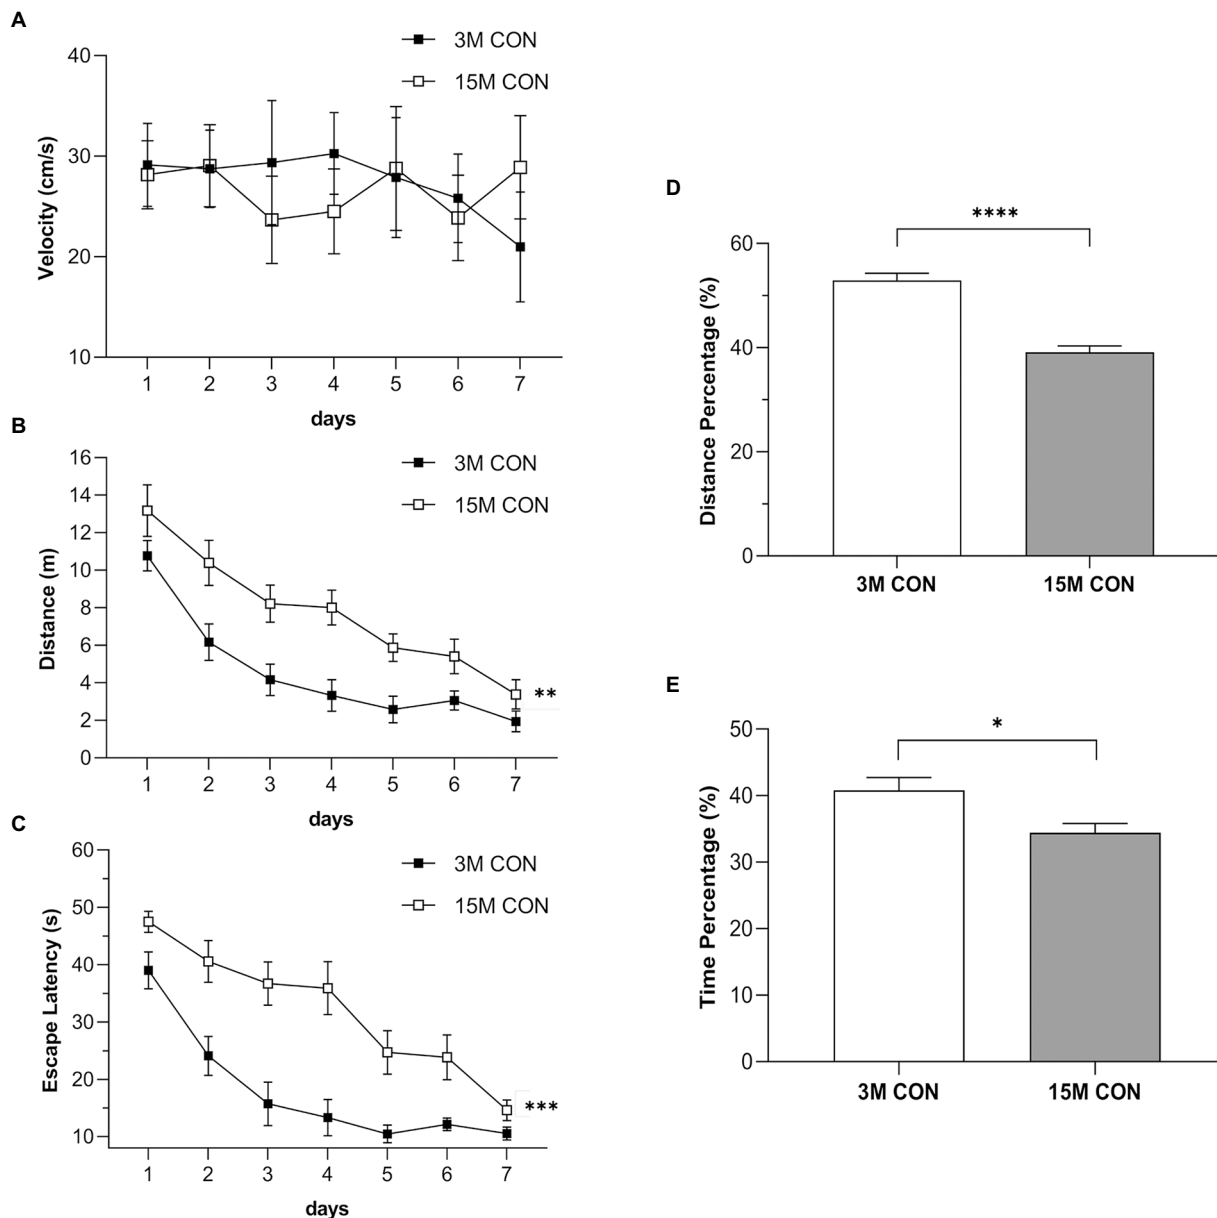 A
3M CON
15M CON
40
30
20
10
Velocity (cm/s)
1 2 3 4 5 6 7
days
B
3M CON
15M CON
16
14
12
10
8
6
4
2
0
Distance (m)
**
1 2 3 4 5 6 7
days
C
3M CON
15M CON
60
50
40
30
20
10
Escape Latency (s)
***
1 2 3 4 5 6 7
days
D
****
60
40
20
0
Distance Percentage (%)
3M CON 15M CON
E
*
50
40
30
20
10
0
Time Percentage (%)
3M CON 15M CON